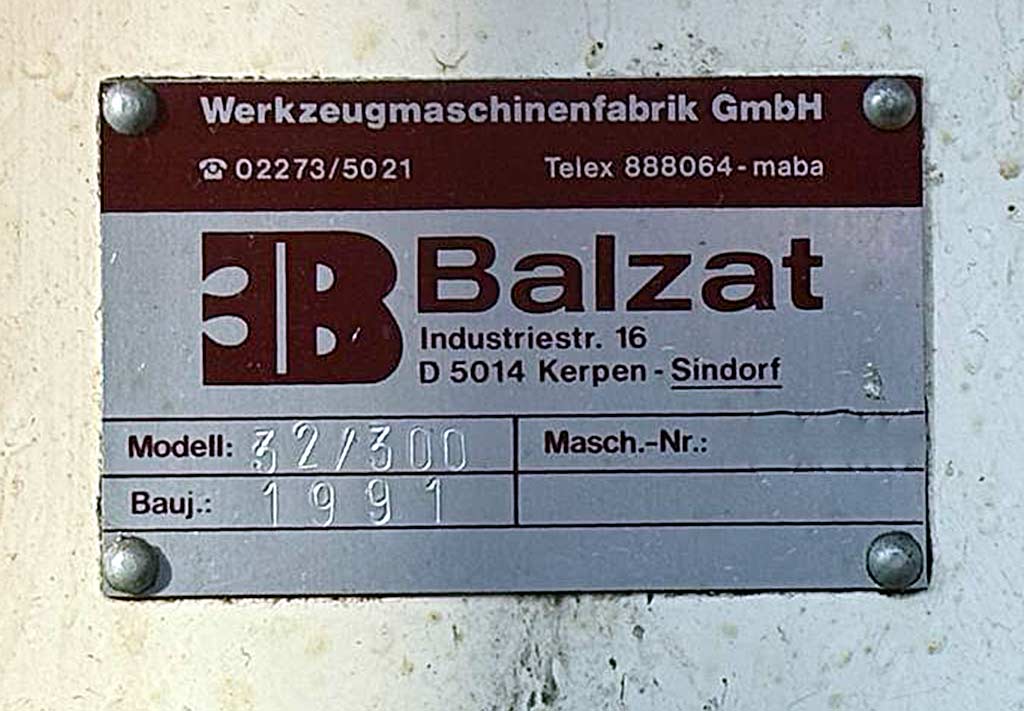 Werkzeugmaschinenfabrik GmbH
☎ 02273/5021 Telex 888064-maba
3B Balzat
Industriestr. 16
D 5014 Kerpen - Sindorf
Modell: 32/300 Masch.-Nr.:
Bauj.: 1991